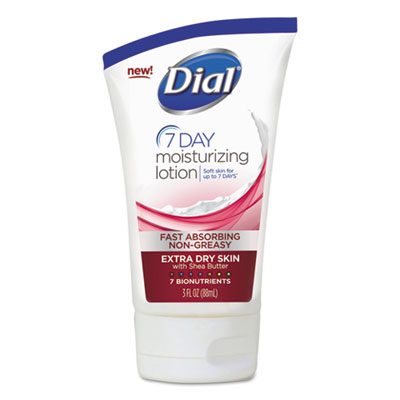 new!
Dial
7 DAY
moisturizing
lotion
Soft skin for
up to 7 DAYS*
FAST ABSORBING
NON-GREASY
EXTRA DRY SKIN
with Shea Butter
7 BIONUTRIENTS
3 FL OZ (88mL)